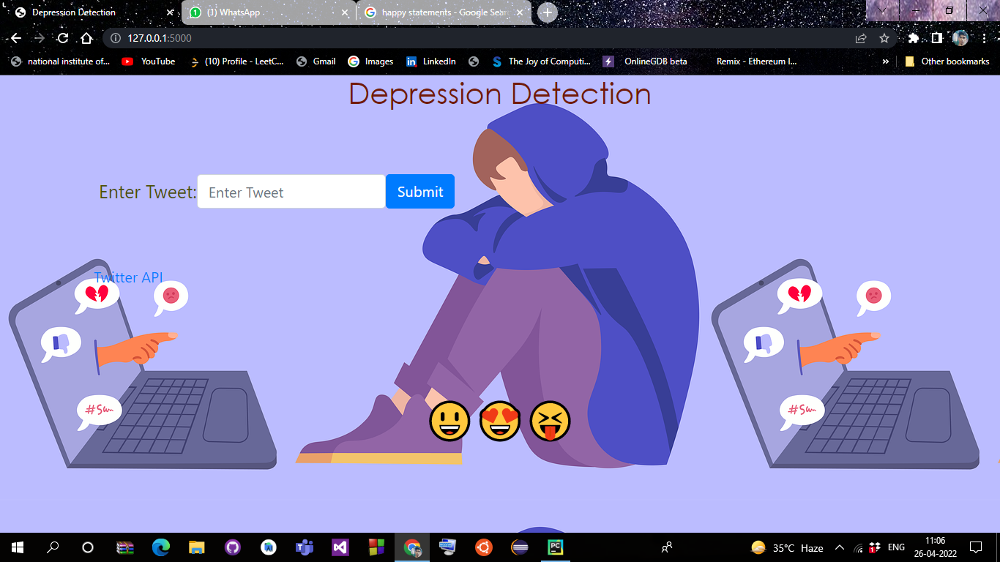 Depression Detection
(1) WhatsApp
happy statements - Google Sear
127.0.0.1:5000
national institute of...
YouTube
(10) Profile - LeetC...
Gmail
Images
LinkedIn
The Joy of Computi...
OnlineGDB beta
Remix - Ethereum I...
»
Other bookmarks
Depression Detection
Enter Tweet:
Enter Tweet
Submit
Twitter API
35°C Haze
ENG
11:06
26-04-2022